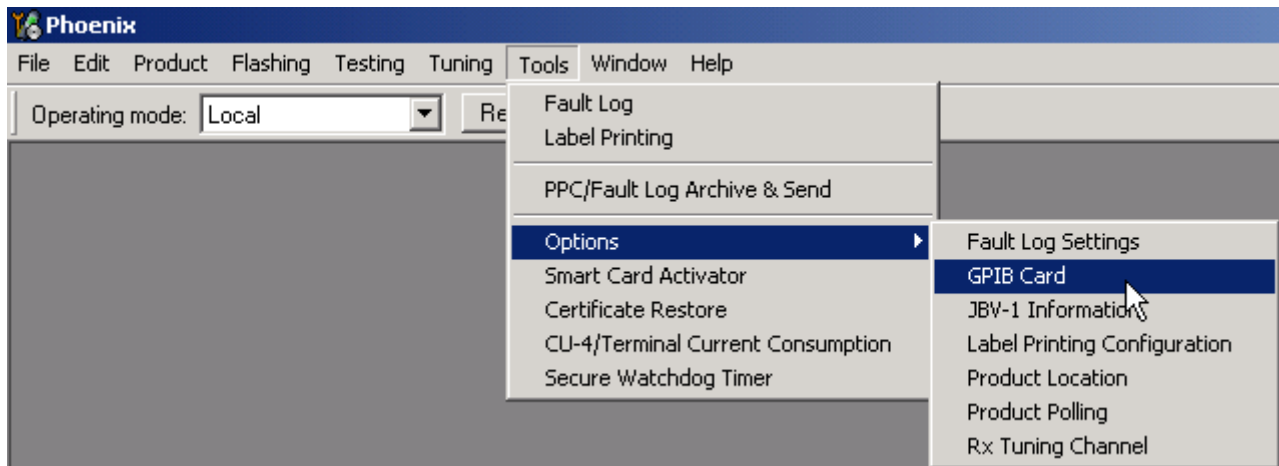 Phoenix
File Edit Product Flashing Testing Tuning Tools Window Help
Operating mode: Local Re
Fault Log
Label Printing
PPC/Fault Log Archive & Send
Options
Smart Card Activator
Certificate Restore
CU-4/Terminal Current Consumption
Secure Watchdog Timer
Fault Log Settings
GPIB Card
JBV-1 Information
Label Printing Configuration
Product Location
Product Polling
Rx Tuning Channel